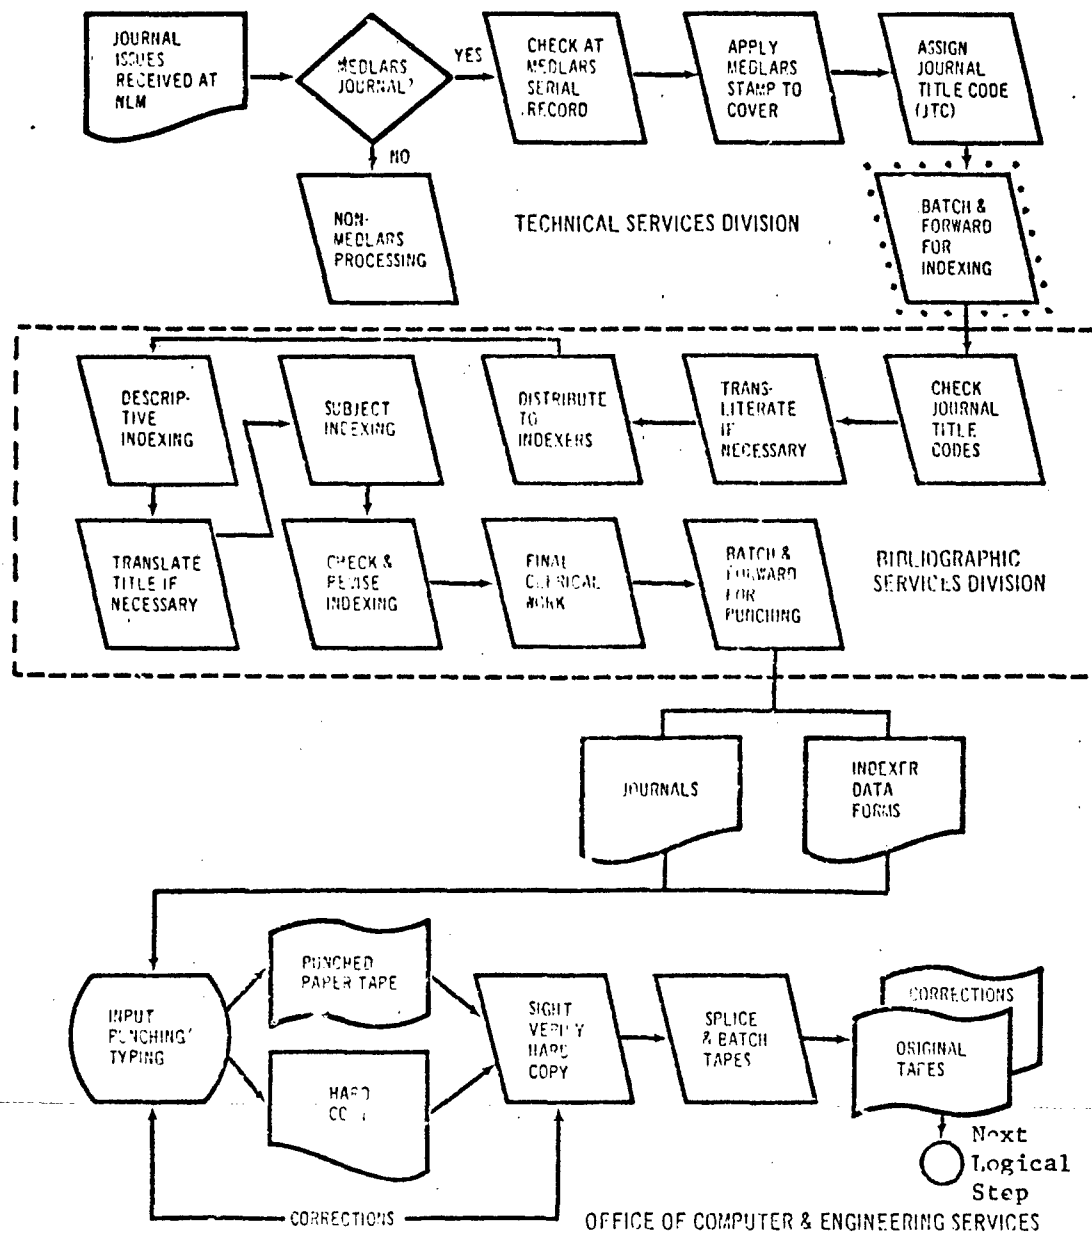 JOURNAL
ISSUES
RECEIVED AT
NLM
MEDLARS
JOURNAL?
YES
NO
CHECK AT
MEDLARS
SERIAL
RECORD
APPLY
MEDLARS
STAMP TO
COVER
ASSIGN
JOURNAL
TITLE CODE
(JTC)
NON-
MEDLARS
PROCESSING
TECHNICAL SERVICES DIVISION
BATCH &
FORWARD
FOR
INDEXING
DESCRIP-
TIVE
INDEXING
SUBJECT
INDEXING
DISTRIBUTE
TO
INDEXERS
TRANS-
LITERATE
IF
NECESSARY
CHECK
JOURNAL
TITLE
CODES
TRANSLATE
TITLE IF
NECESSARY
CHECK &
REVISE
INDEXING
FINAL
CLERICAL
WORK
BATCH &
FORWARD
FOR
PUNCHING
BIBLIOGRAPHIC
SERVICES DIVISION
JOURNALS
INDEXER
DATA
FORMS
INPUT
PUNCHING/
TYPING
PUNCHED
PAPER TAPE
HARD
COPY
SIGHT
VERIFY
HARD
COPY
SPLICE
& BATCH
TAPES
CORRECTIONS
ORIGINAL
TAPES
Next
Logical
Step
CORRECTIONS
OFFICE OF COMPUTER & ENGINEERING SERVICES